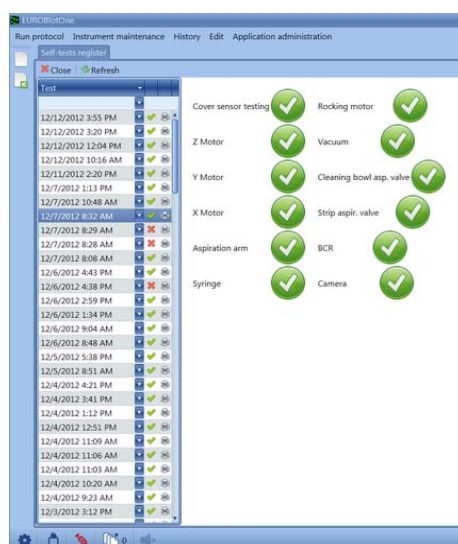 EUROBlotOne
Run protocol Instrument maintenance History Edit Application administration
Self-tests register
Close Refresh
Test
12/12/2012 3:55 PM
12/12/2012 3:20 PM
12/12/2012 12:04 PM
12/12/2012 10:16 AM
12/11/2012 2:20 PM
12/7/2012 1:13 PM
12/7/2012 10:48 AM
12/7/2012 8:32 AM
12/7/2012 8:29 AM
12/7/2012 8:28 AM
12/7/2012 8:08 AM
12/6/2012 4:43 PM
12/6/2012 4:38 PM
12/6/2012 2:59 PM
12/6/2012 1:34 PM
12/6/2012 9:04 AM
12/6/2012 8:48 AM
12/5/2012 5:38 PM
12/5/2012 8:51 AM
12/4/2012 4:21 PM
12/4/2012 3:41 PM
12/4/2012 1:12 PM
12/4/2012 12:51 PM
12/4/2012 11:09 AM
12/4/2012 11:06 AM
12/4/2012 11:03 AM
12/4/2012 10:20 AM
12/4/2012 9:23 AM
12/3/2012 3:12 PM
Cover sensor testing Rocking motor
Z Motor Vacuum
Y Motor Cleaning bowl asp. valve
X Motor Strip aspir. valve
Aspiration arm BCR
Syringe Camera
0